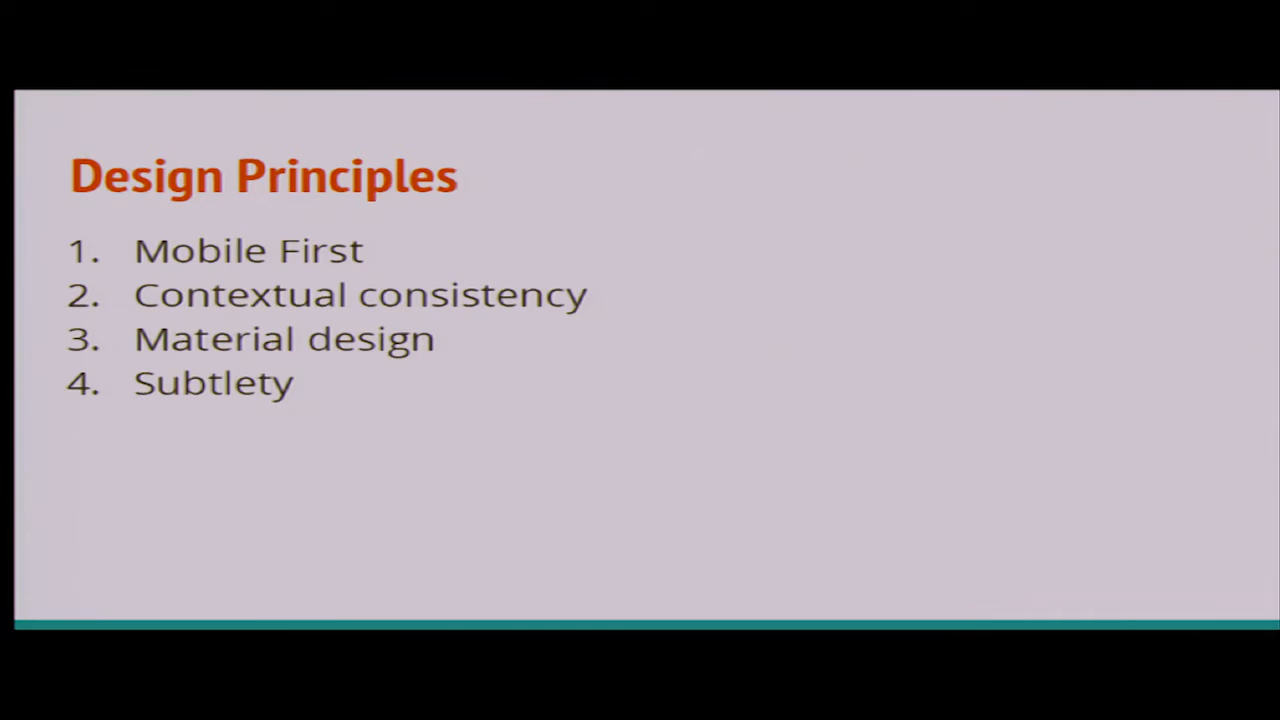 Design Principles
1. Mobile First
2. Contextual consistency
3. Material design
4. Subtlety